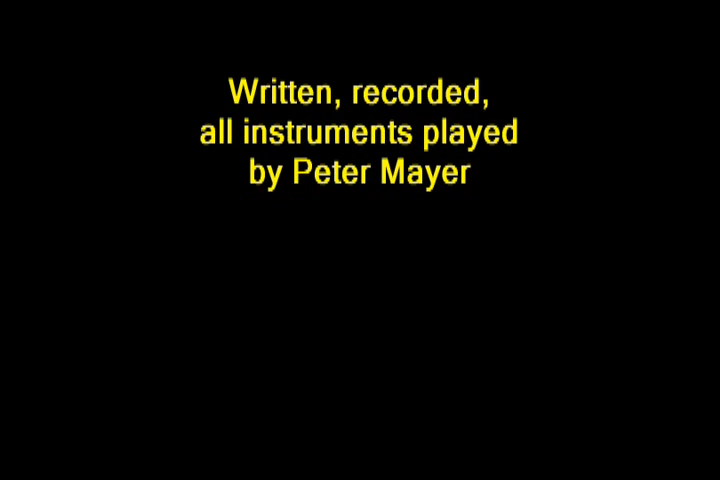 Written, recorded,
all instruments played
by Peter Mayer